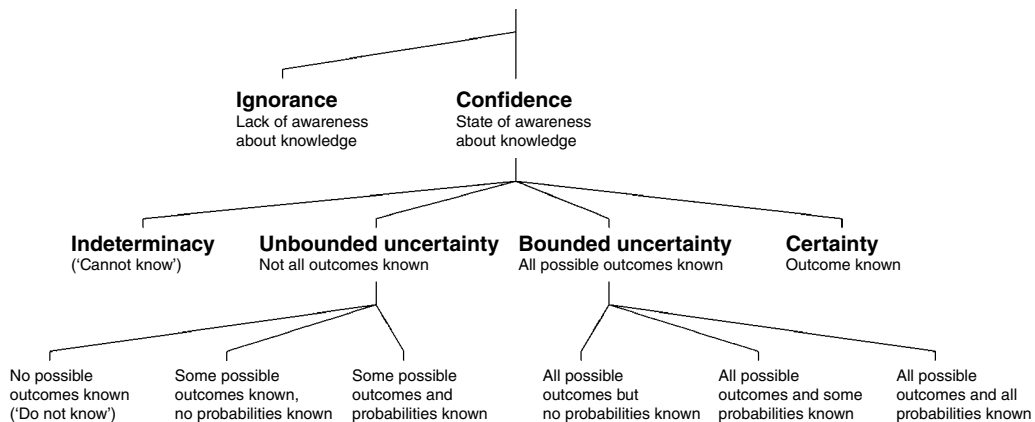 Ignorance
Lack of awareness
about knowledge
Confidence
State of awareness
about knowledge
Indeterminacy
(‘Cannot know’)
Unbounded uncertainty
Not all outcomes known
Bounded uncertainty
All possible outcomes known
Certainty
Outcome known
No possible
outcomes known
(‘Do not know’)
Some possible
outcomes known,
no probabilities known
Some possible
outcomes and
probabilities known
All possible
outcomes but
no probabilities known
All possible
outcomes and some
probabilities known
All possible
outcomes and all
probabilities known